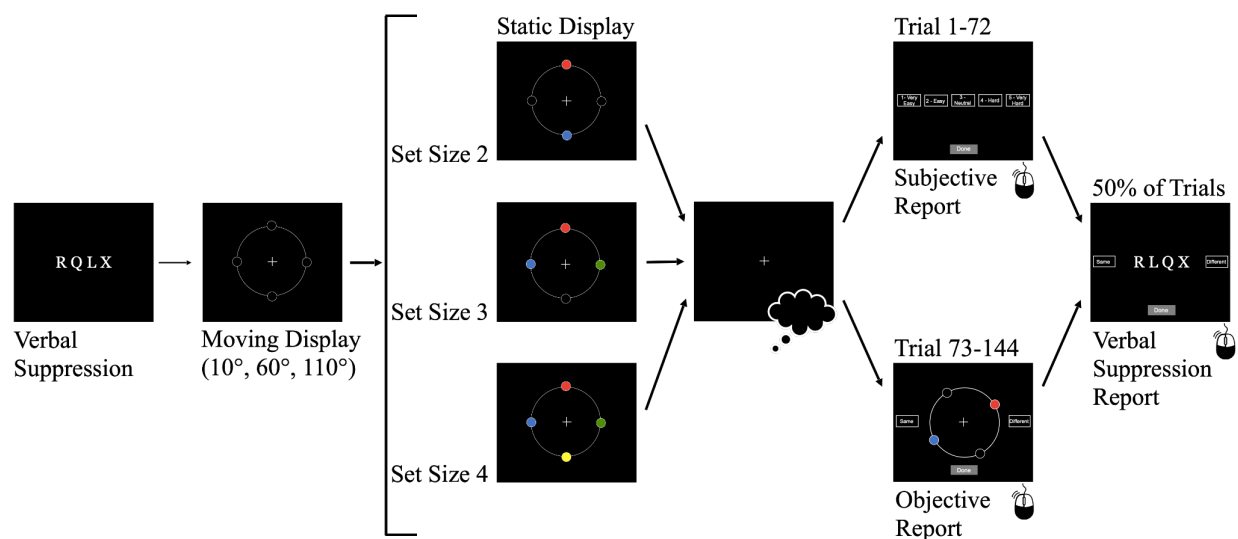 R Q L X
Verbal
Suppression
Moving Display
(10°, 60°, 110°)
Static Display
Set Size 2
Set Size 3
Set Size 4
Trial 1-72
1 - Very
Easy
2 - Easy
3 -
Neutral
4 - Hard
5 - Very
Hard
Done
Subjective
Report
Trial 73-144
Same
Different
Done
Objective
Report
50% of Trials
Same
R L Q X
Different
Done
Verbal
Suppression
Report